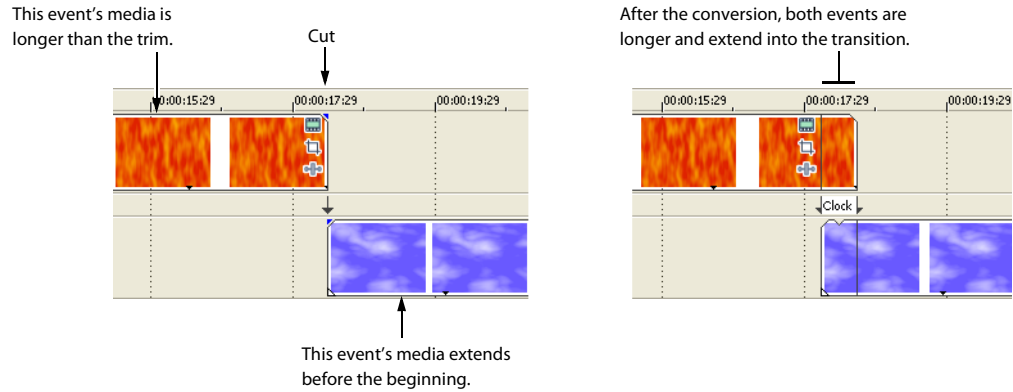 This event’s media is
longer than the trim.
Cut
After the conversion, both events are
longer and extend into the transition.
00:00:15:29 00:00:17:29 00:00:19:29
00:00:15:29 00:00:17:29 00:00:19:29
Clock
This event’s media extends
before the beginning.